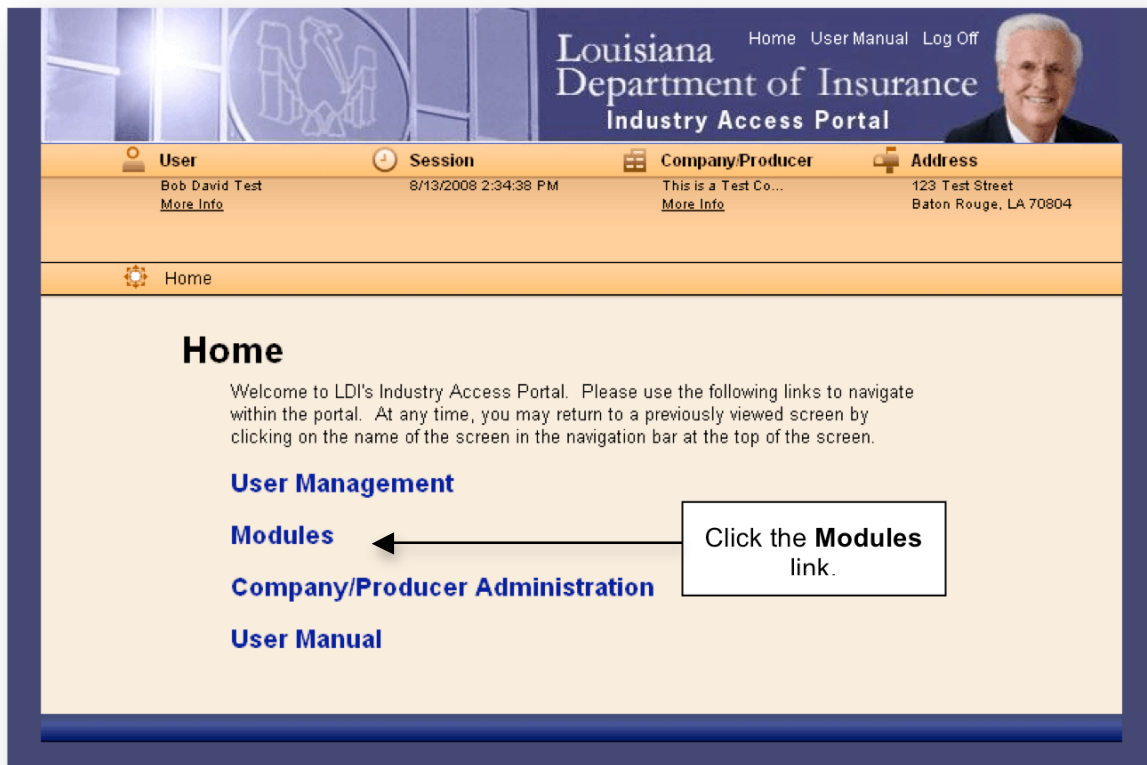 Louisiana
Home User Manual Log Off
Department of Insurance
Industry Access Portal
User
Session
Company/Producer
Address
Bob David Test
8/13/2008 2:34:38 PM
This is a Test Co...
123 Test Street
More Info
More Info
Baton Rouge, LA 70804
Home
Home
Welcome to LDI's Industry Access Portal. Please use the following links to navigate
within the portal. At any time, you may return to a previously viewed screen by
clicking on the name of the screen in the navigation bar at the top of the screen.
User Management
Modules
Click the Modules
link.
Company/Producer Administration
User Manual